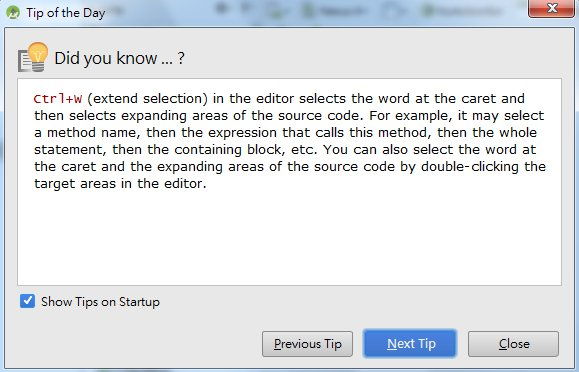 Tip of the Day
Did you know ... ?
Ctrl+W (extend selection) in the editor selects the word at the caret and
then selects expanding areas of the source code. For example, it may select
a method name, then the expression that calls this method, then the whole
statement, then the containing block, etc. You can also select the word at
the caret and the expanding areas of the source code by double-clicking the
target areas in the editor.
Show Tips on Startup
Previous Tip
Next Tip
Close